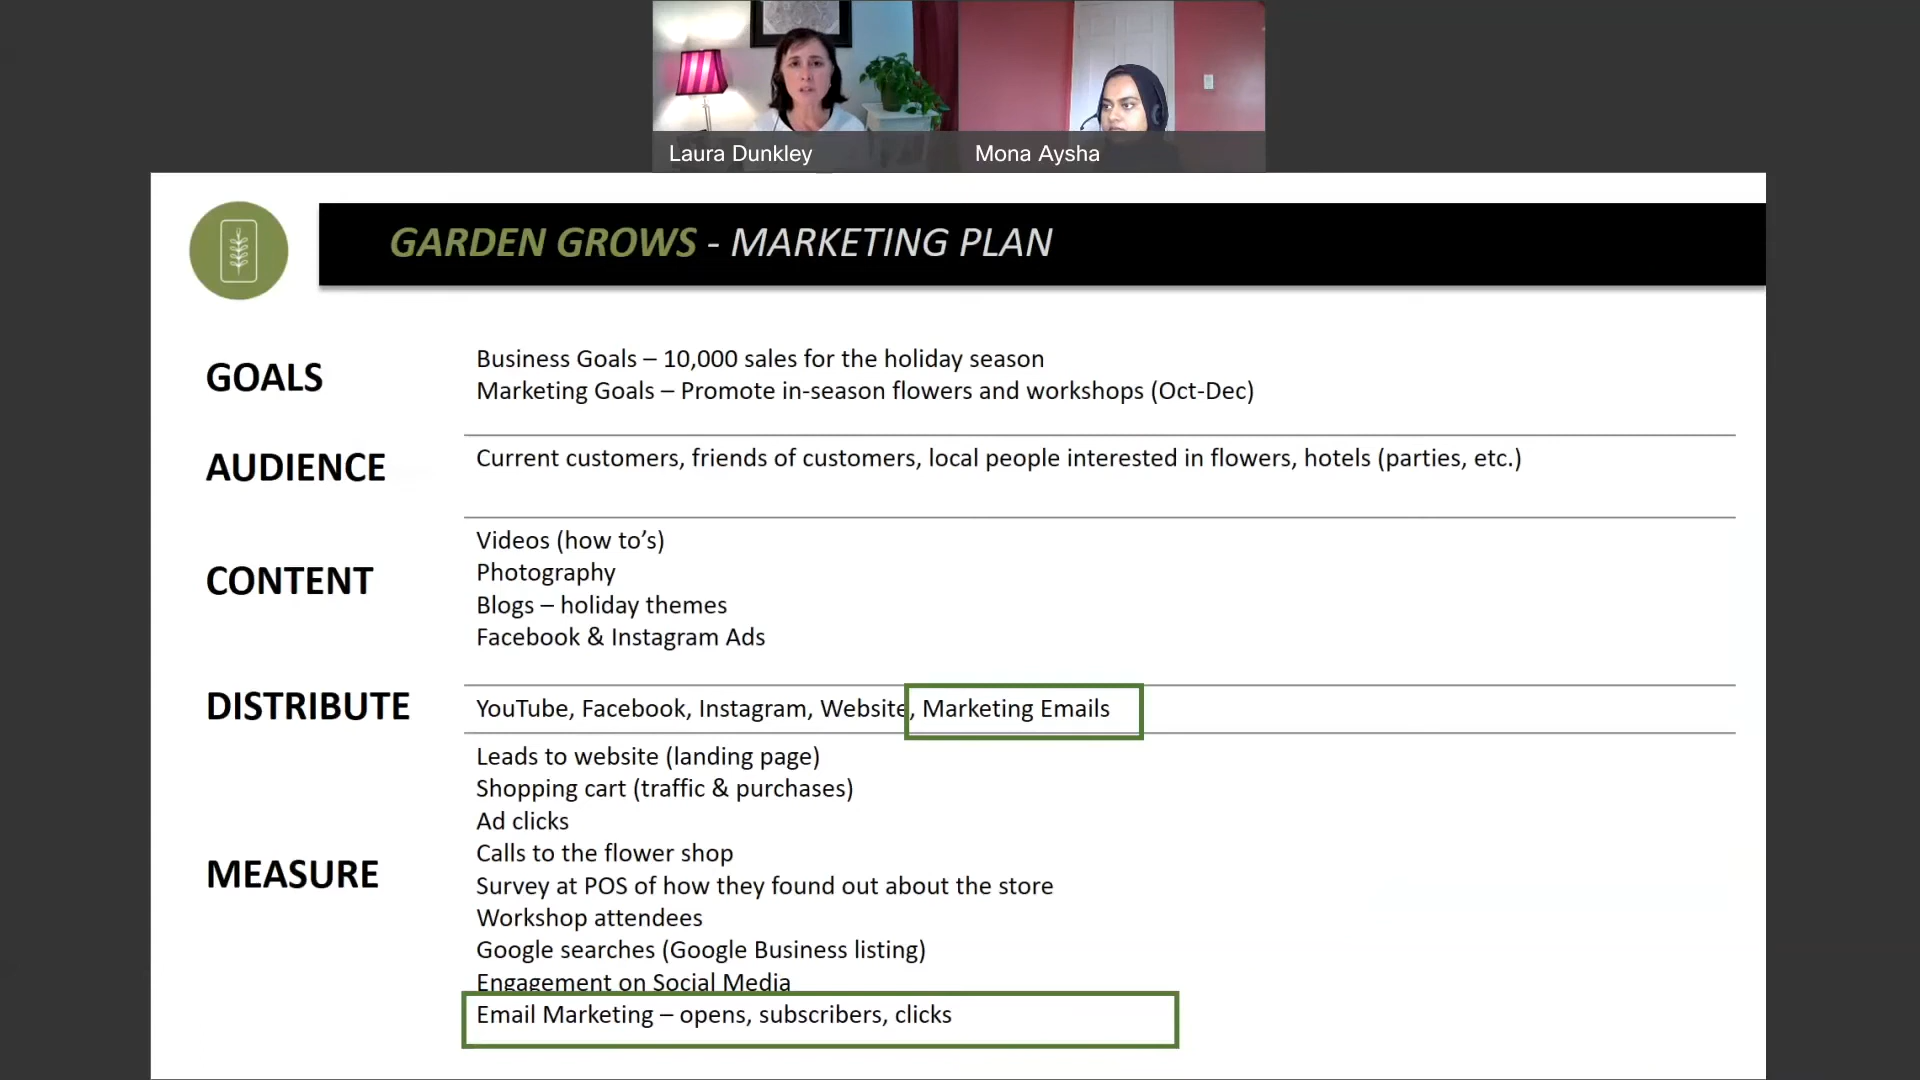 Laura Dunkley
Mona Aysha
GARDEN GROWS - MARKETING PLAN
GOALS
Business Goals – 10,000 sales for the holiday season
Marketing Goals – Promote in-season flowers and workshops (Oct-Dec)
AUDIENCE
Current customers, friends of customers, local people interested in flowers, hotels (parties, etc.)
CONTENT
Videos (how to’s)
Photography
Blogs – holiday themes
Facebook & Instagram Ads
DISTRIBUTE
YouTube, Facebook, Instagram, Website, Marketing Emails
MEASURE
Leads to website (landing page)
Shopping cart (traffic & purchases)
Ad clicks
Calls to the flower shop
Survey at POS of how they found out about the store
Workshop attendees
Google searches (Google Business listing)
Engagement on Social Media
Email Marketing – opens, subscribers, clicks